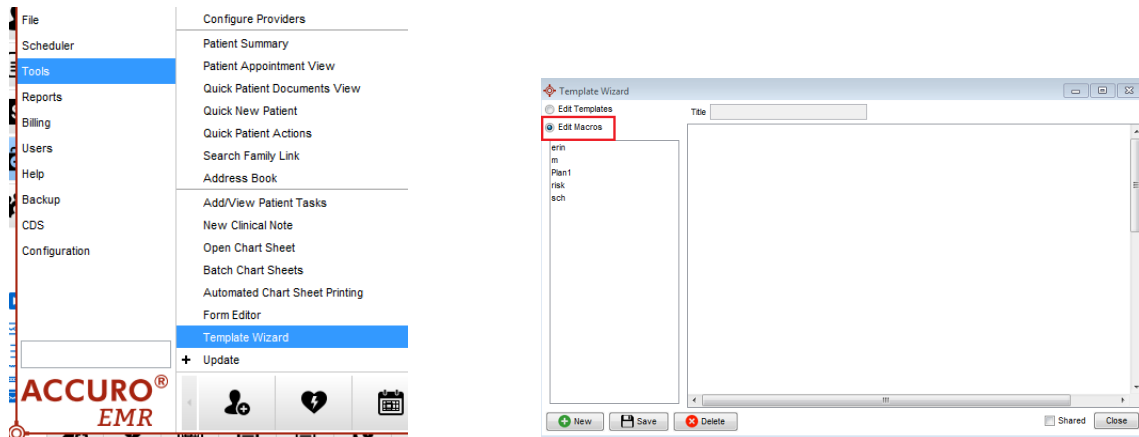 File
Scheduler
Tools
Reports
Billing
Users
Help
Backup
CDS
Configuration
ACCURO®
EMR
Configure Providers
Patient Summary
Patient Appointment View
Quick Patient Documents View
Quick New Patient
Quick Patient Actions
Search Family Link
Address Book
Add/View Patient Tasks
New Clinical Note
Open Chart Sheet
Batch Chart Sheets
Automated Chart Sheet Printing
Form Editor
Template Wizard
+ Update
Template Wizard
Edit Templates
Edit Macros
Title
erin
m
Plan1
risk
sch
New
Save
Delete
Shared
Close